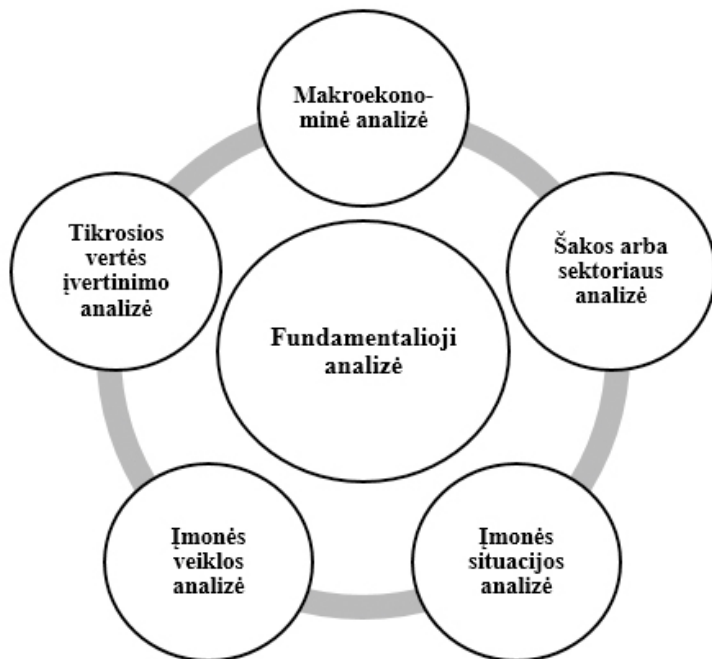 Makroekono-
minė analizė
Šakos arba
sektoriaus
analizė
Įmonės
situacijos
analizė
Įmonės
veiklos
analizė
Tikrosios
vertės
įvertinimo
analizė
Fundamentalioji
analizė